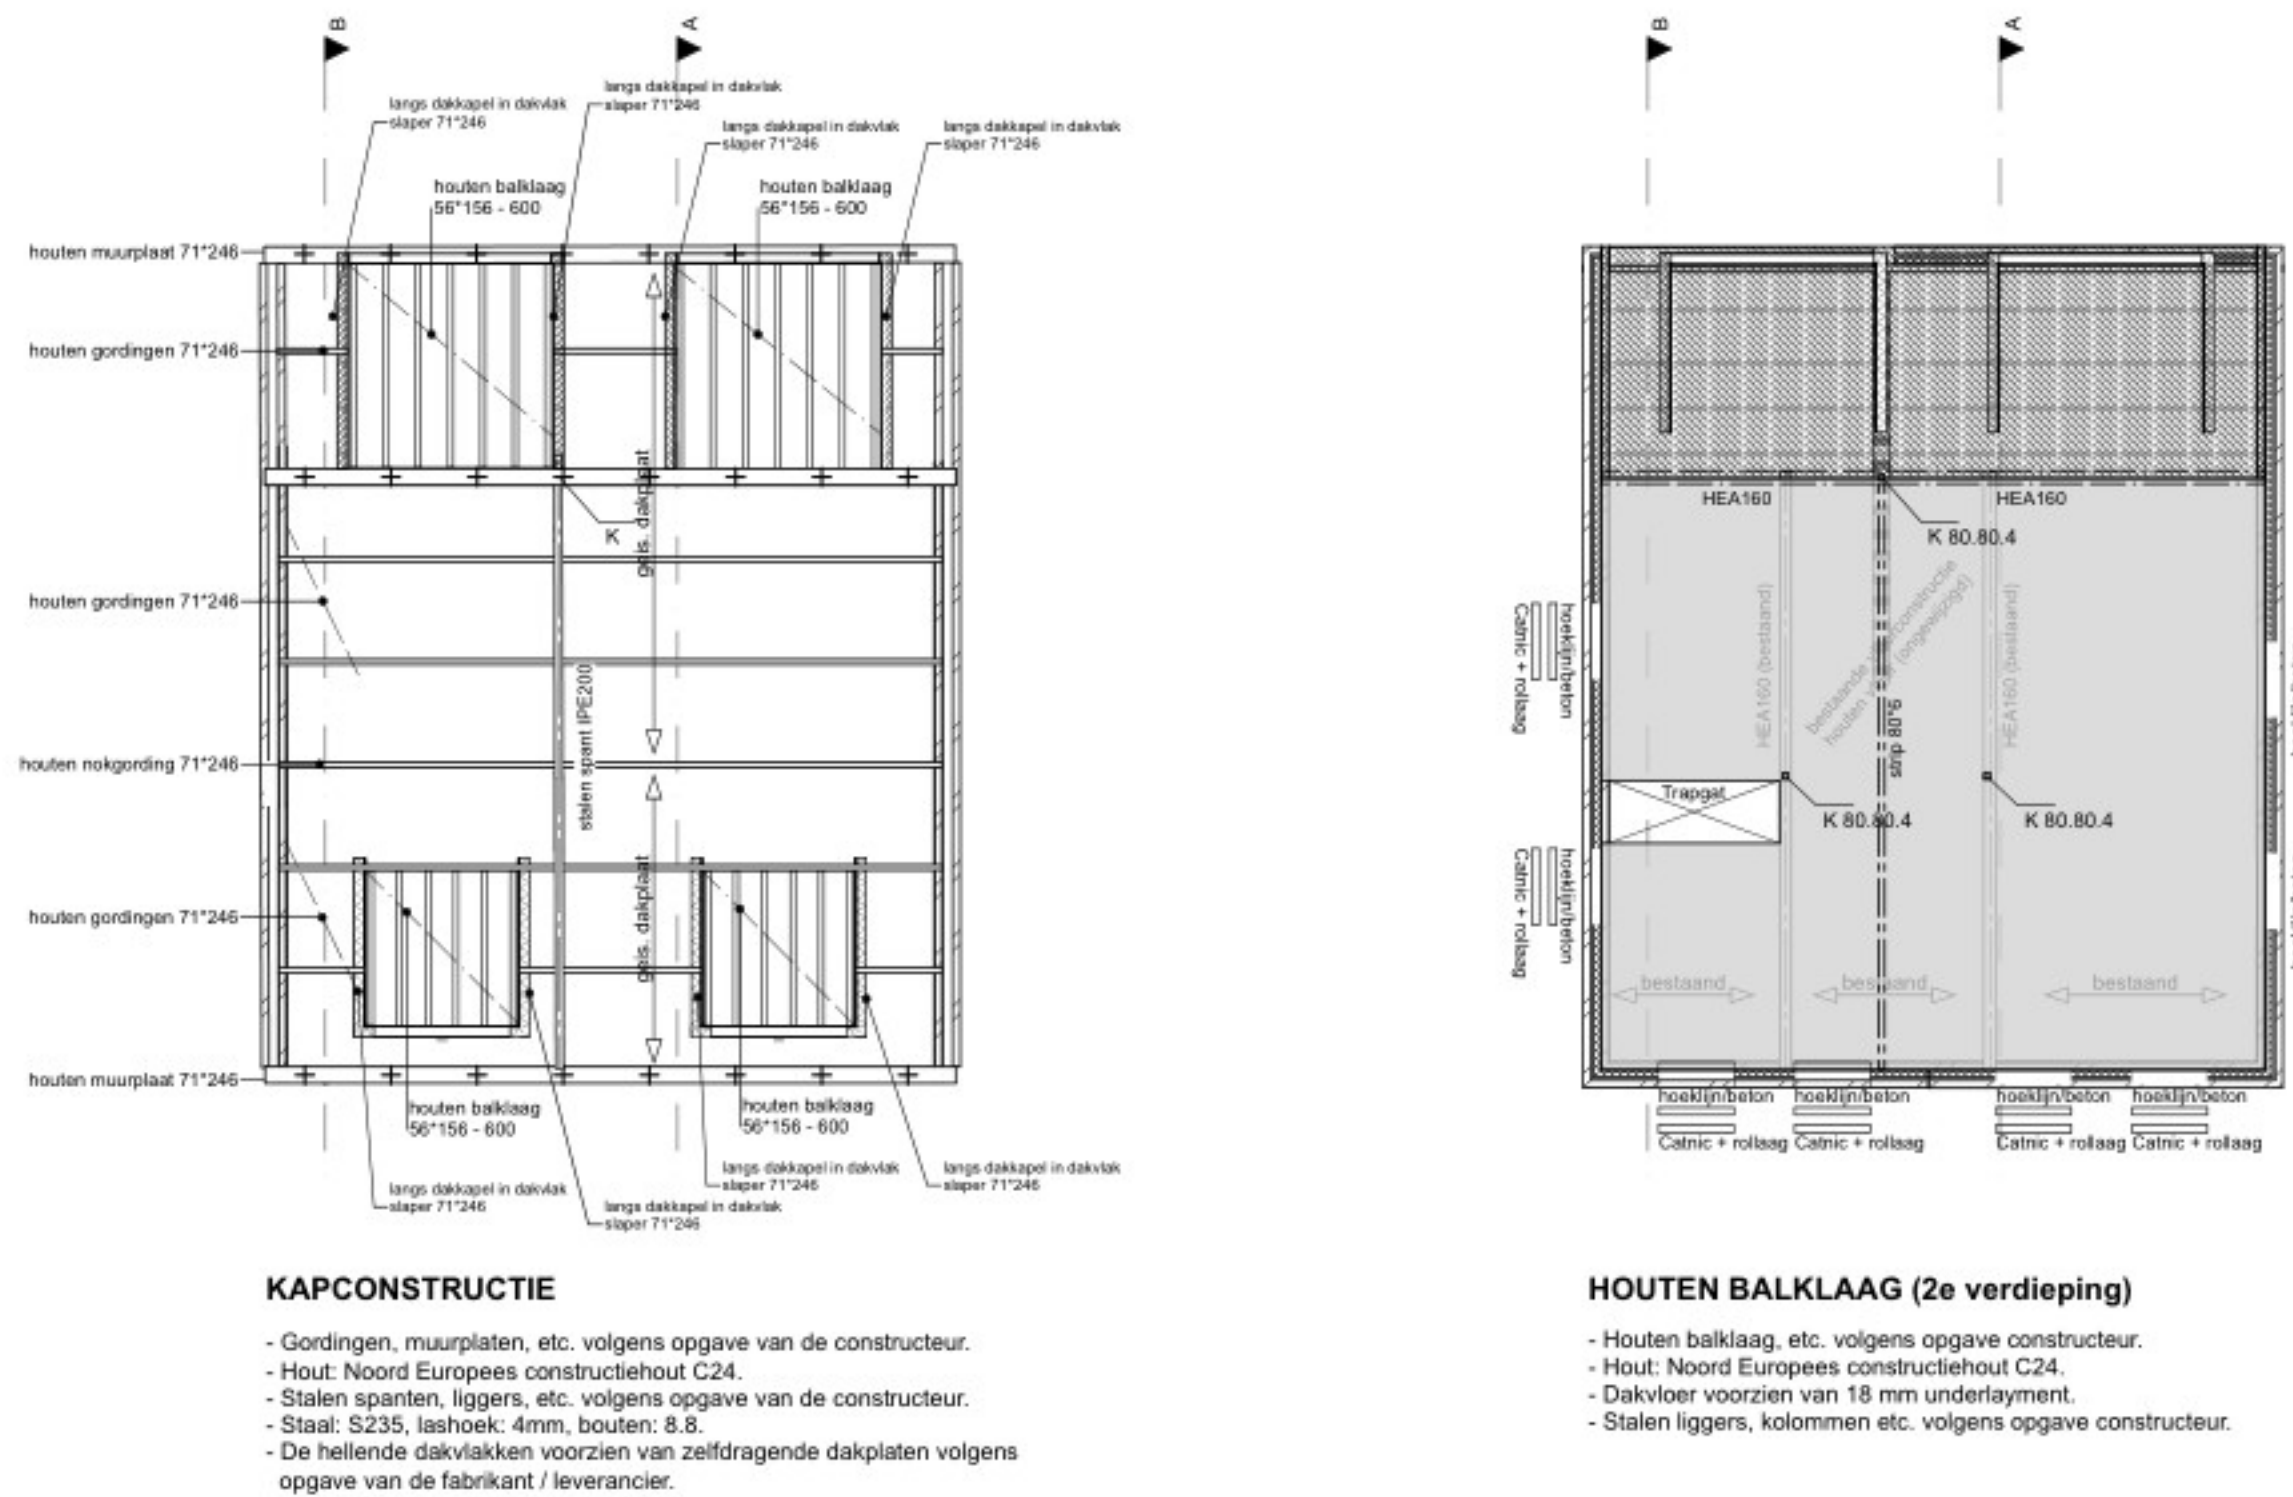 B
A
langs dakkapel in dakvlak
slaper 71*246
langs dakkapel in dakvlak
slaper 71*246
langs dakkapel in dakvlak
slaper 71*246
langs dakkapel in dakvlak
slaper 71*246
houten balklaag
56*156 - 600
houten balklaag
56*156 - 600
houten muurplaat 71*246
houten gordingen 71*246
K
geis. dakplaat
houten gordingen 71*246
stalen spant IPE200
houten nokgording 71*246
geis. dakplaat
houten gordingen 71*246
houten muurplaat 71*246
houten balklaag
56*156 - 600
houten balklaag
56*156 - 600
langs dakkapel in dakvlak
slaper 71*246
langs dakkapel in dakvlak
slaper 71*246
langs dakkapel in dakvlak
slaper 71*246
langs dakkapel in dakvlak
slaper 71*246
KAPCONSTRUCTIE
- Gordingen, muurplaten, etc. volgens opgave van de constructeur.
- Hout: Noord Europees constructiehout C24.
- Stalen spanten, liggers, etc. volgens opgave van de constructeur.
- Staal: S235, lashoek: 4mm, bouten: 8.8.
- De hellende dakvlakken voorzien van zelfdragende dakplaten volgens
opgave van de fabrikant / leverancier.
B
A
HEA160
HEA160
K 80.80.4
HEA160 (bestaand)
bestaande vloerconstructie
houten vloer (ongewijzigd)
HEA160 (bestaand)
strip 80*6
hoeklijn/beton
Catnic + rollaag
Trapgat
K 80.80.4
K 80.80.4
hoeklijn/beton
Catnic + rollaag
bestaand
bestaand
bestaand
hoeklijn/beton
hoeklijn/beton
hoeklijn/beton
hoeklijn/beton
Catnic + rollaag
Catnic + rollaag
Catnic + rollaag
Catnic + rollaag
HOUTEN BALKLAAG (2e verdieping)
- Houten balklaag, etc. volgens opgave constructeur.
- Hout: Noord Europees constructiehout C24.
- Dakvloer voorzien van 18 mm underlayment.
- Stalen liggers, kolommen etc. volgens opgave constructeur.